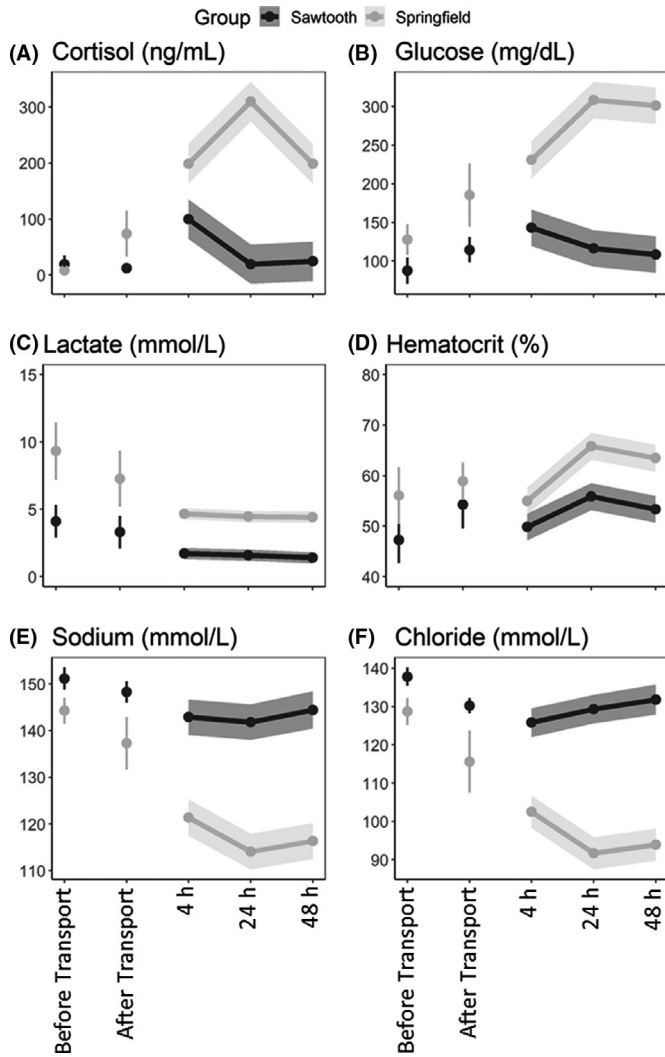 Group Sawtooth Springfield
(A) Cortisol (ng/mL)
(B) Glucose (mg/dL)
300
200
100
0
300
250
200
150
100
(C) Lactate (mmol/L)
(D) Hematocrit (%)
15
10
5
0
80
70
60
50
40
(E) Sodium (mmol/L)
(F) Chloride (mmol/L)
150
140
130
120
110
140
130
120
110
100
90
Before Transport
After Transport
4 h
24 h
48 h
Before Transport
After Transport
4 h
24 h
48 h